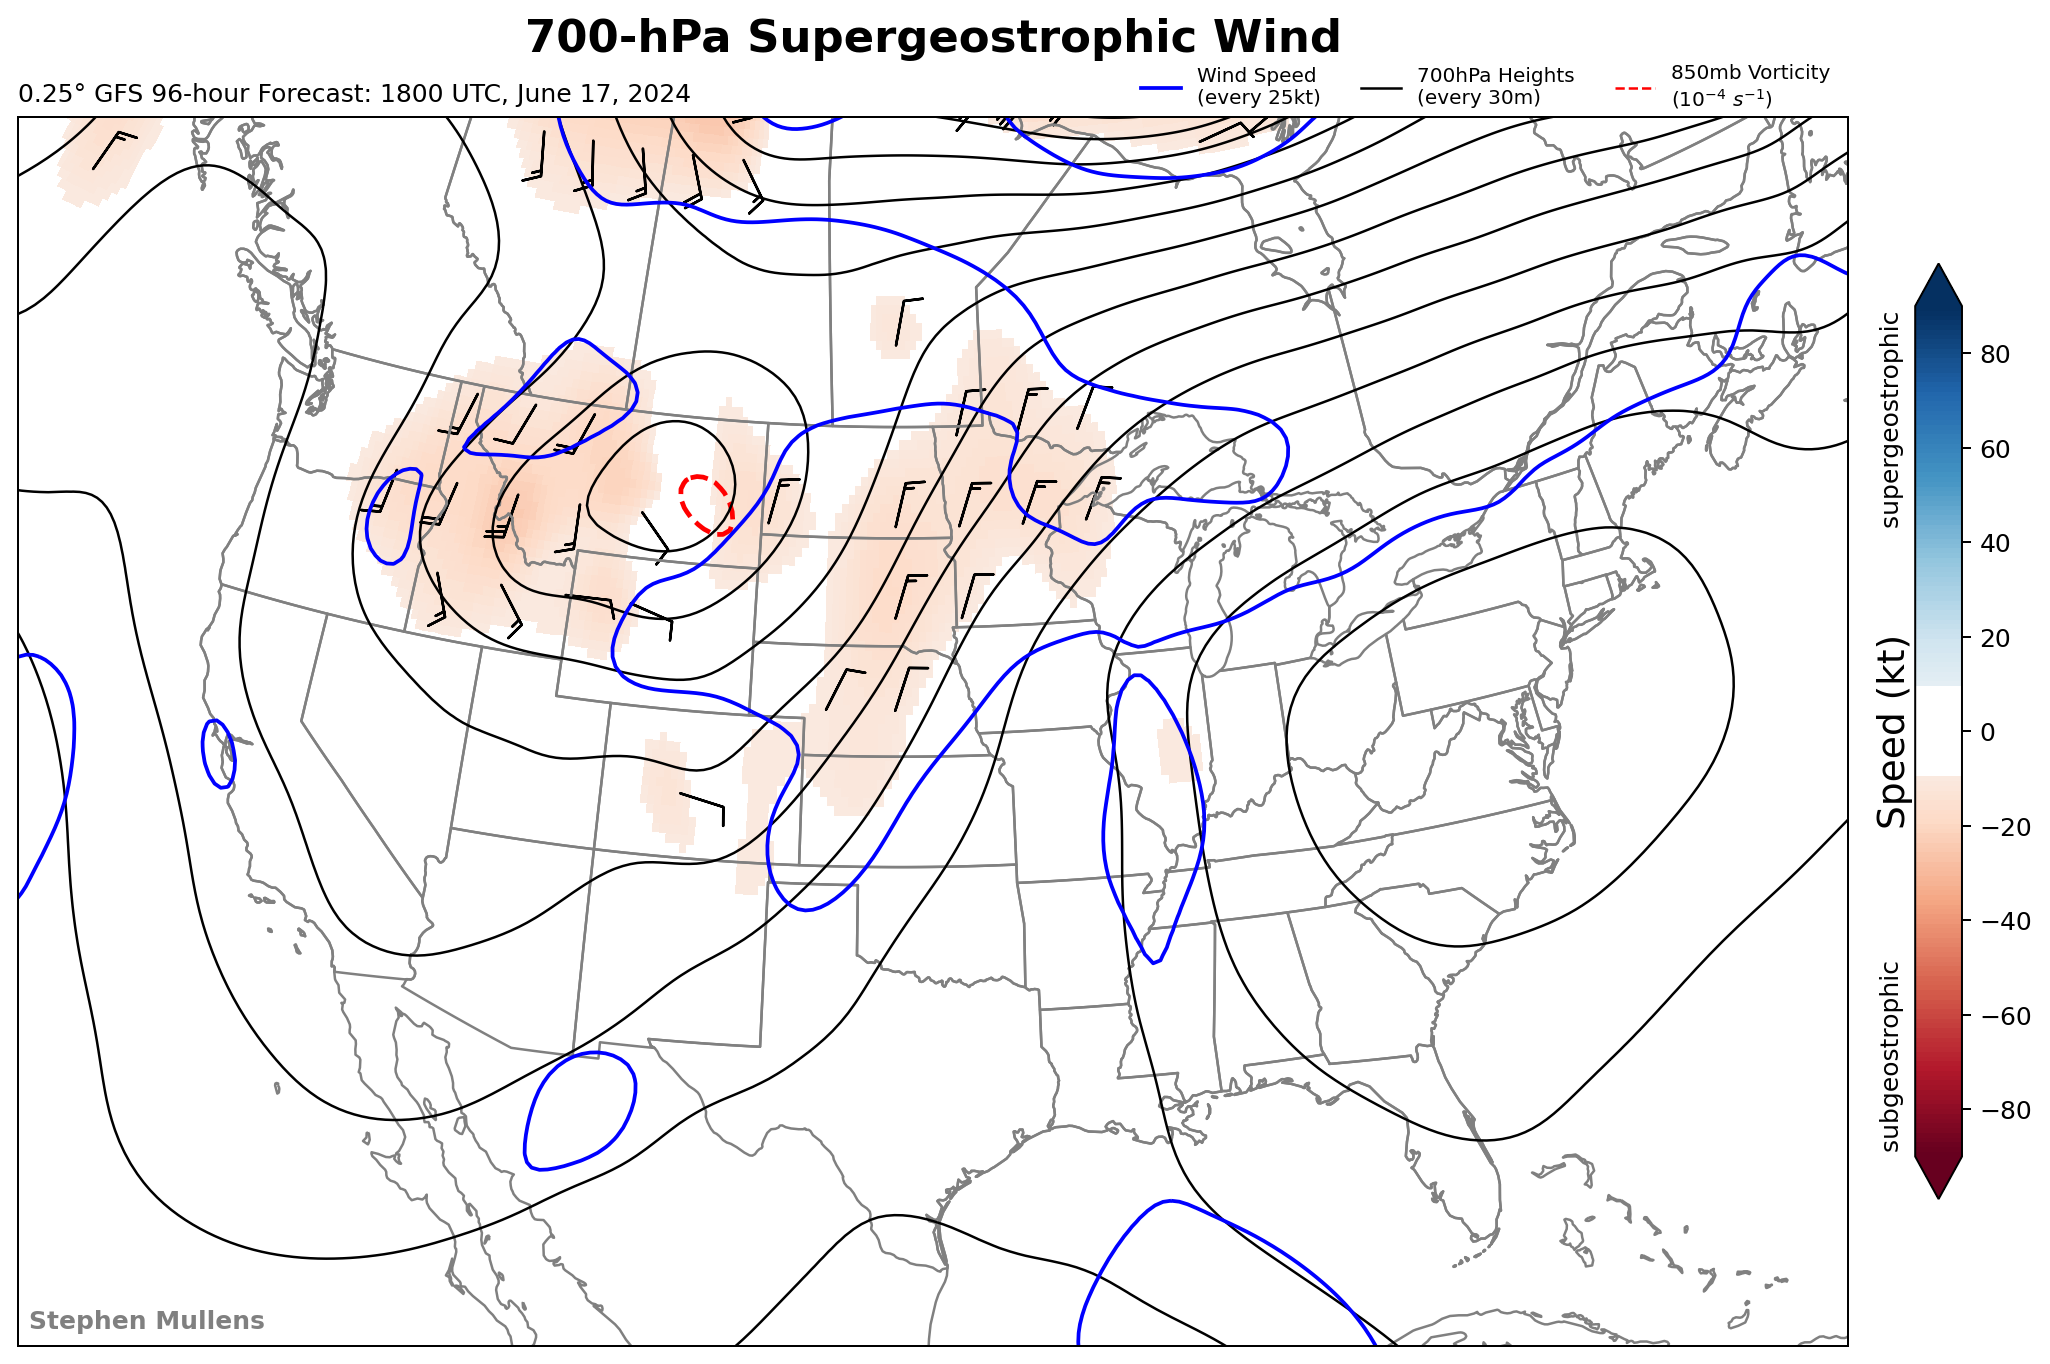 700-hPa Supergeostrophic Wind
0.25° GFS 96-hour Forecast: 1800 UTC, June 17, 2024
Wind Speed
(every 25kt)
700hPa Heights
(every 30m)
850mb Vorticity
(10⁻⁴ s⁻¹)
supergeostrophic
Speed (kt)
subgeostrophic
80
60
40
20
0
−20
−40
−60
−80
Stephen Mullens